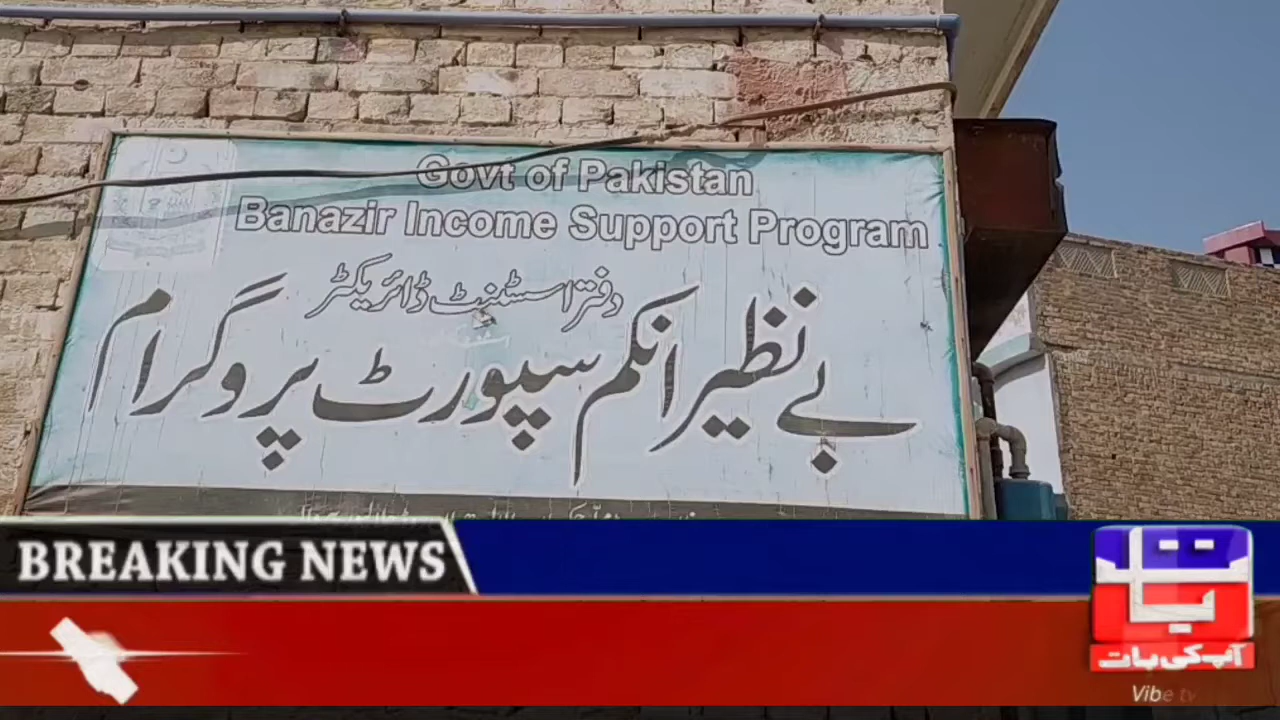 Govt of Pakistan
Banazir Income Support Program
دفتر اسسٹنٹ ڈائریکٹر
بے نظیر انکم سپورٹ پروگرام
BREAKING NEWS
آپ کی بات
Vibe tv